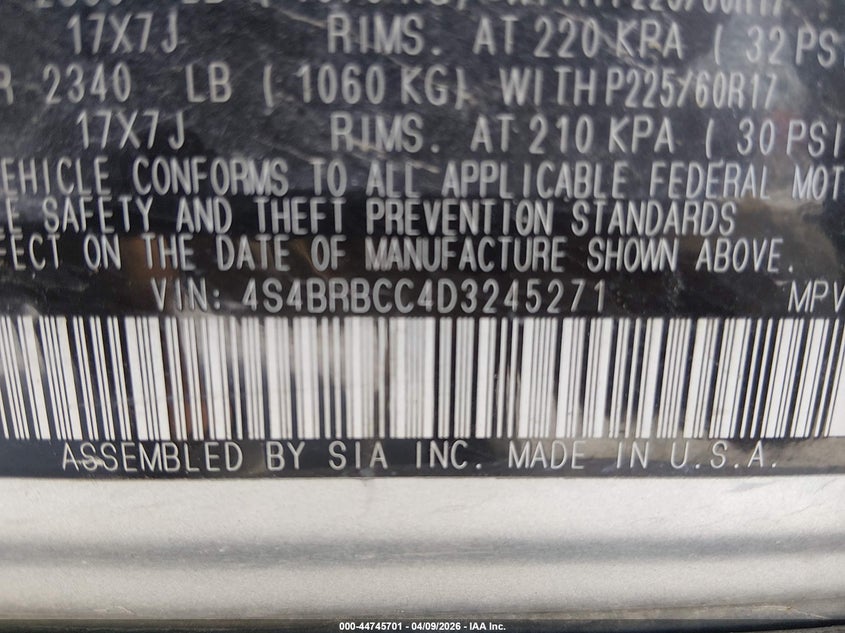 17X7J RIMS. AT 220 KPA ( 32 PSI
R 2340 LB ( 1060 KG) WITH P225/60R17
17X7J RIMS. AT 210 KPA ( 30 PSI
EHICLE CONFORMS TO ALL APPLICABLE FEDERAL MOT
E SAFETY AND THEFT PREVENTION STANDARDS
FECT ON THE DATE OF MANUFACTURE SHOWN ABOVE.
VIN: 4S4BRBCC4D3245271 MPV
ASSEMBLED BY SIA INC. MADE IN U.S.A.
000-44745701 - 04/09/2026 - IAA Inc.